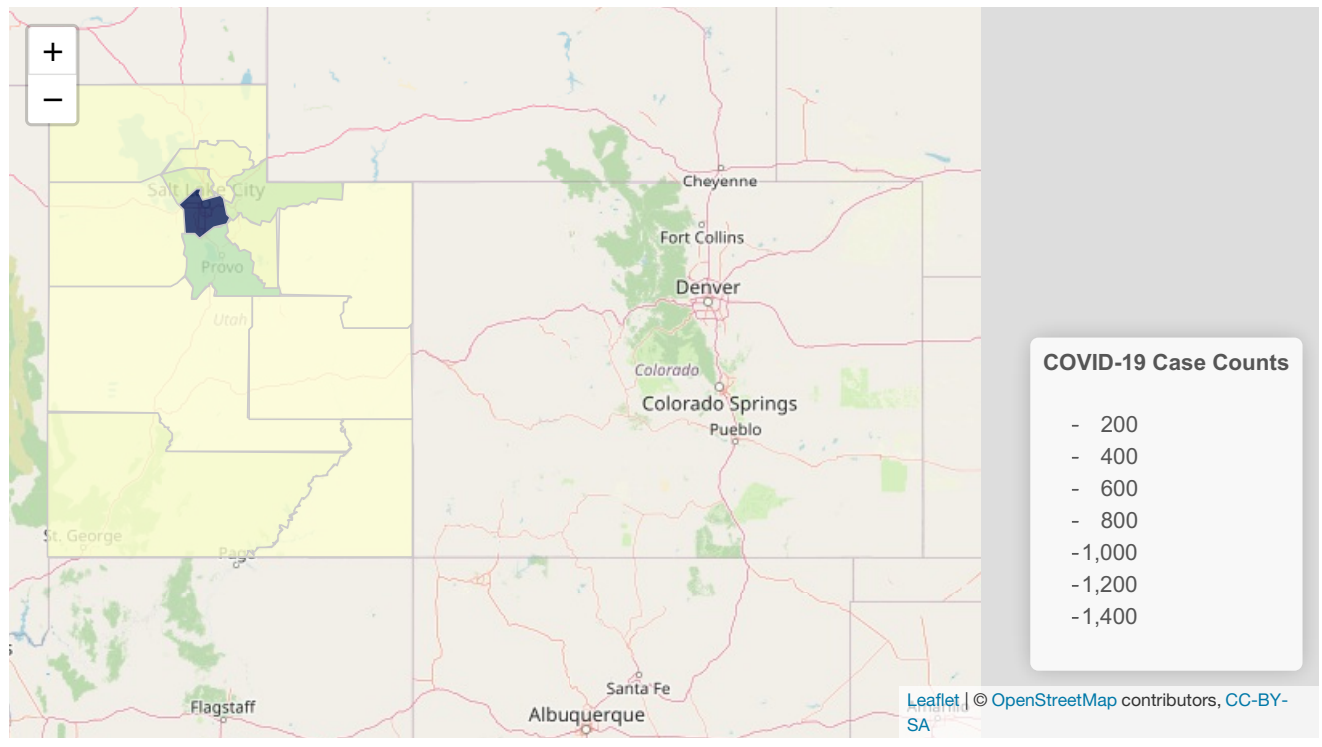 +
−
Salt Lake City
Cheyenne
Fort Collins
Provo
Denver
Utah
Colorado
Colorado Springs
Pueblo
St. George
Page
Santa Fe
Flagstaff
Albuquerque
COVID-19 Case Counts
- 200
- 400
- 600
- 800
-1,000
-1,200
-1,400
Amarillo
Leaflet | © OpenStreetMap contributors, CC-BY-
SA